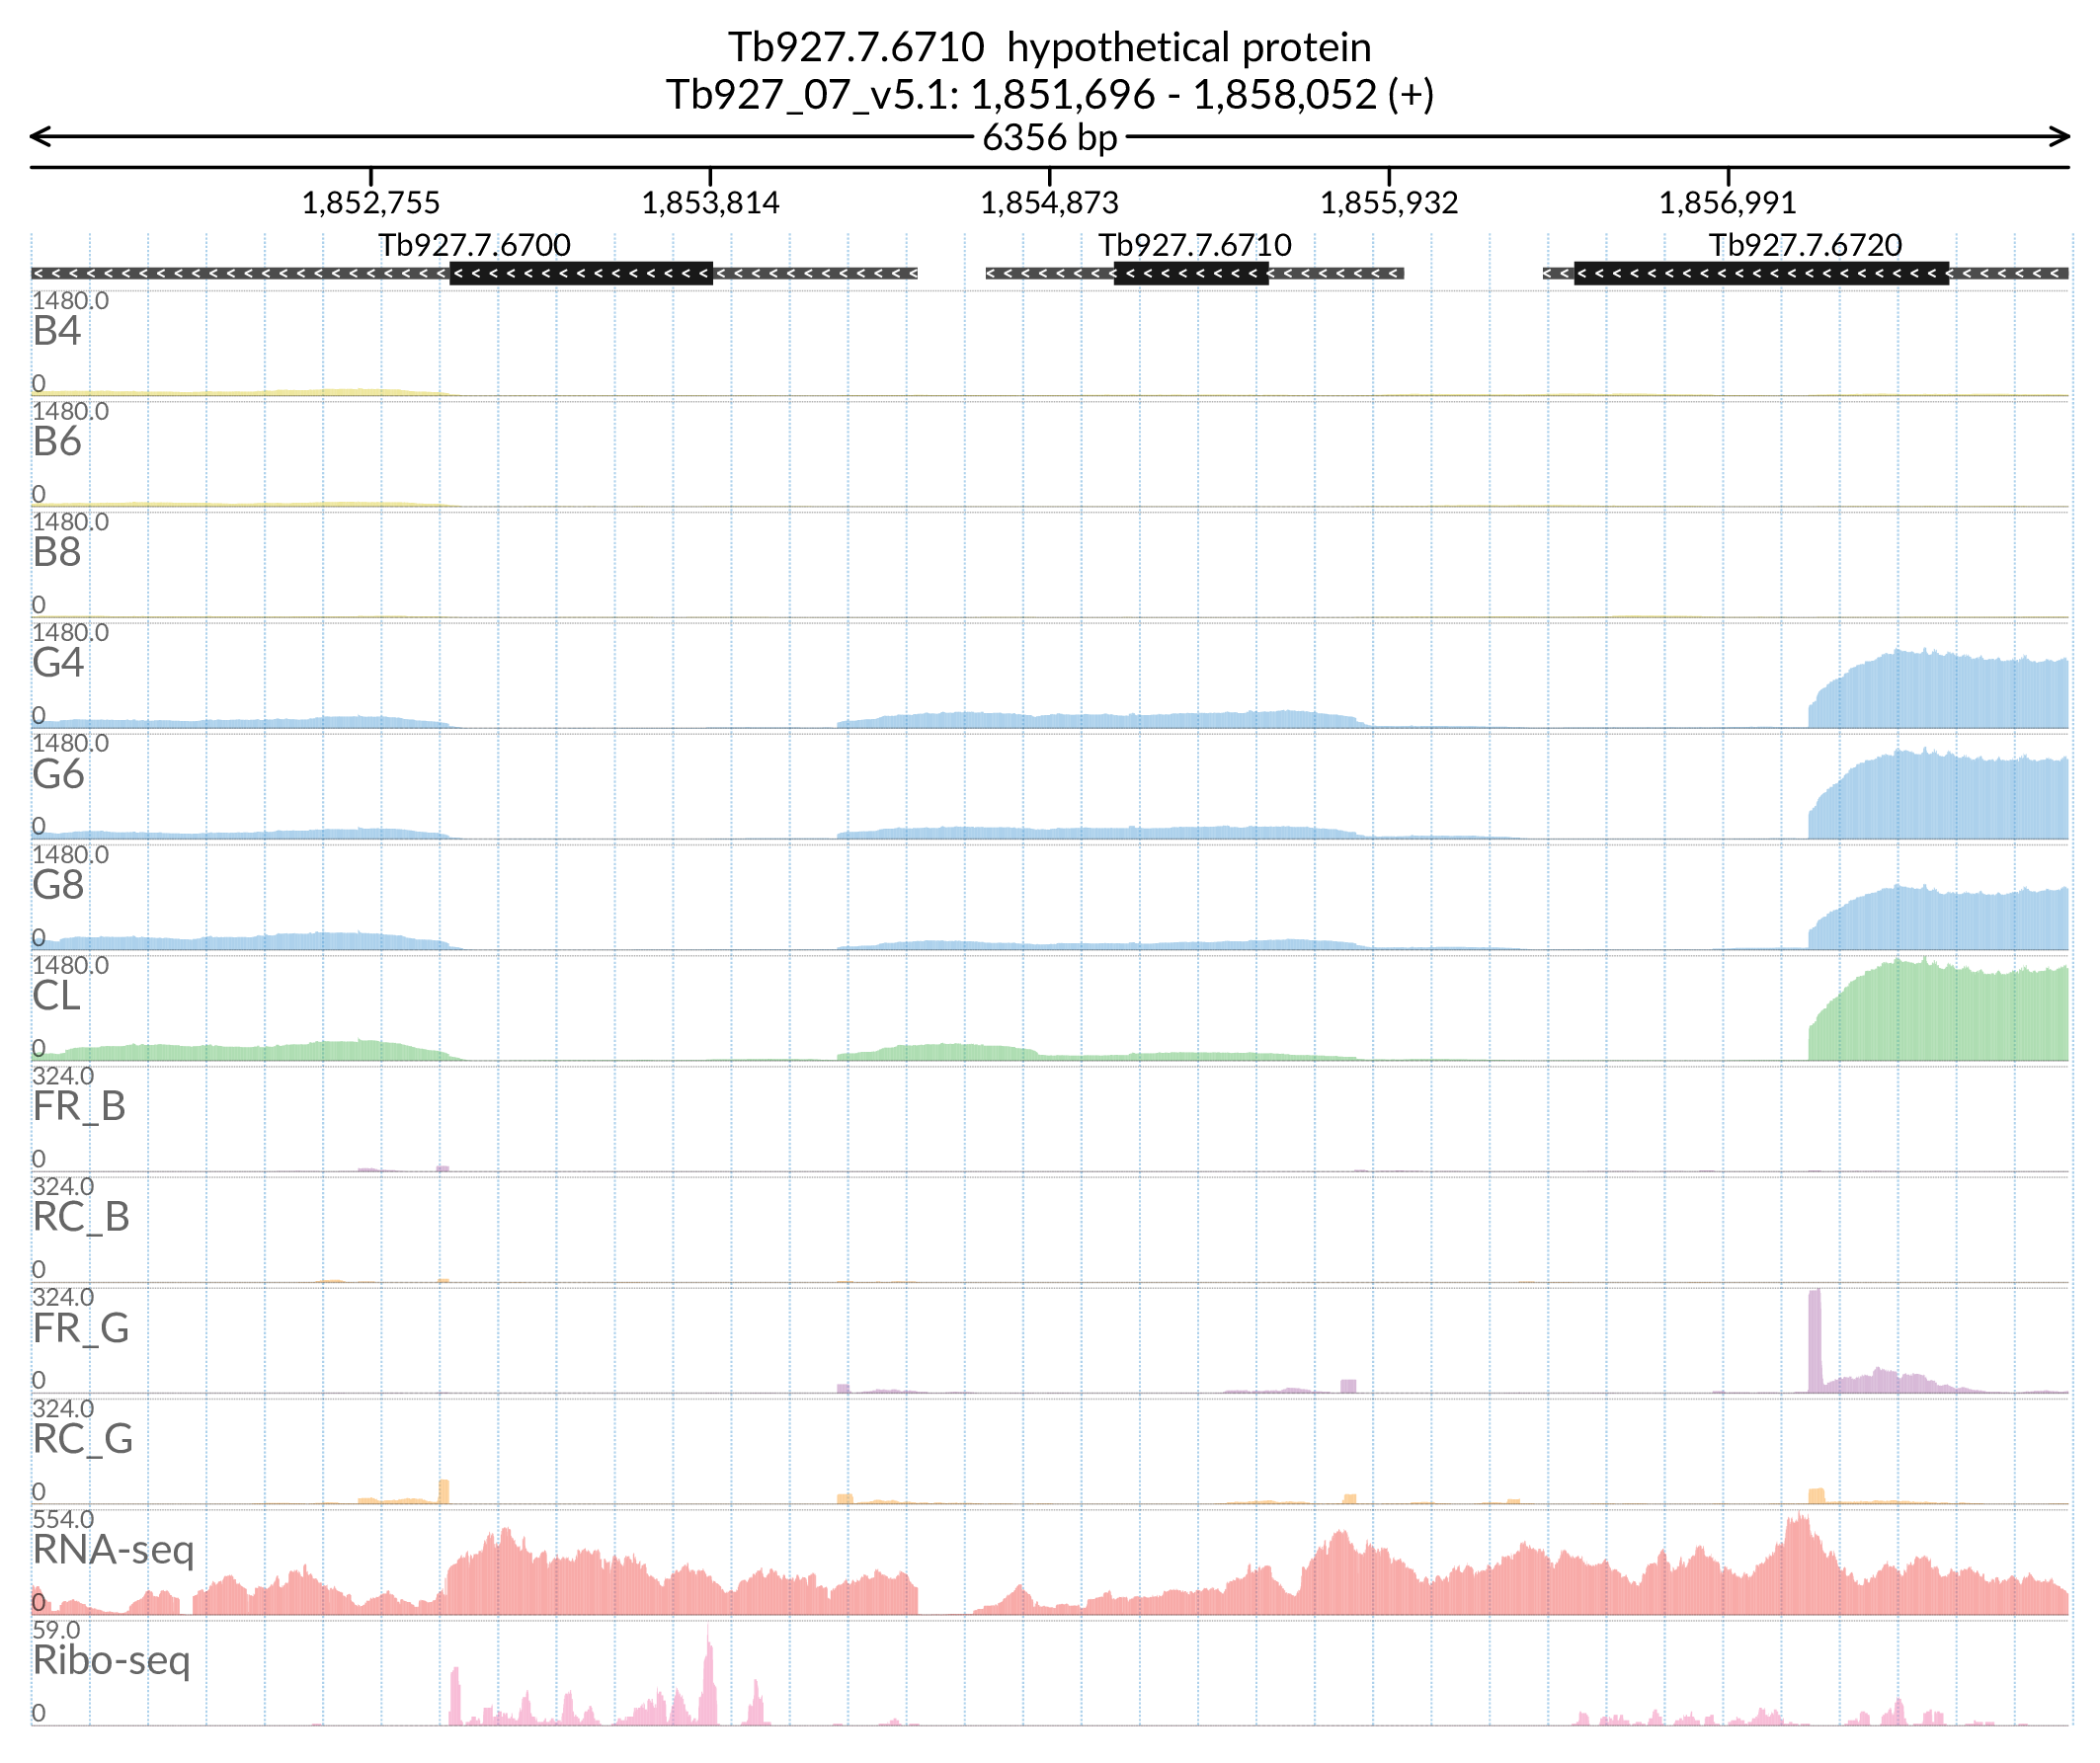 Tb927.7.6710 hypothetical protein
Tb927_07_v5.1: 1,851,696 - 1,858,052 (+)
6356 bp
1,852,755 1,853,814 1,854,873 1,855,932 1,856,991
Tb927.7.6700 Tb927.7.6710 Tb927.7.6720
1480.0
B4
0
1480.0
B6
0
1480.0
B8
0
1480.0
G4
0
1480.0
G6
0
1480.0
G8
0
1480.0
CL
0
324.0
FR_B
0
324.0
RC_B
0
324.0
FR_G
0
324.0
RC_G
0
554.0
RNA-seq
0
59.0
Ribo-seq
0